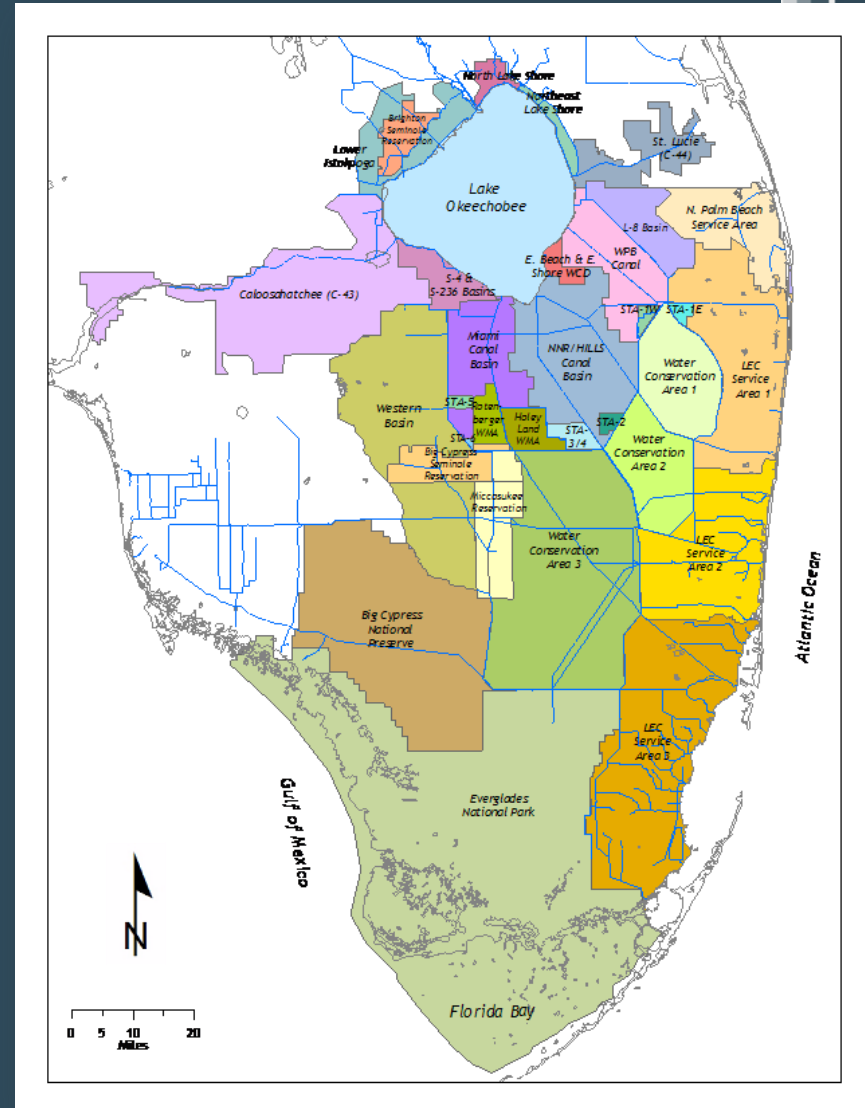 North Lake Shore
Northeast
Lake Shore
Brighton
Seminole
Reservation
Lower
Istokpoga
St. Lucie
(C-44)
Lake
Okeechobee
N. Palm Beach
Service Area
L-8 Basin
WPB
Canal
E. Beach & E.
Shore WCD
S-4 &
S-236 Basins
Caloosahatchee (C-43)
STA-1W
STA-1E
Miami
Canal
Basin
NNR/HILLS
Canal
Basin
Water
Conservation
Area 1
LEC
Service
Area 1
Western
Basin
STA-5
Roten-
berger
WMA
Holey
Land
WMA
STA-2
STA-
3/4
STA-6
Water
Conservation
Area 2
Big Cypress
Seminole
Reservation
Miccosukee
Reservation
Water
Conservation
Area 3
LEC
Service
Area 2
Atlantic Ocean
Big Cypress
National
Preserve
LEC
Service
Area 3
Everglades
National Park
Gulf of Mexico
N
Florida Bay
0 5 10 20
Miles